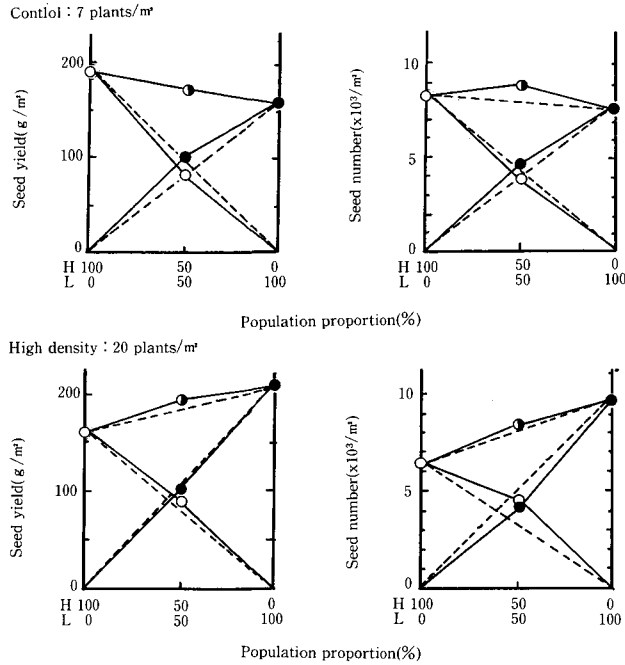 Contlol : 7 plants/m²
Seed yield( g /m²)
200
100
0
H 100 50 0
L 0 50 100
Seed number(x10³/m²)
10
5
0
H 100 50 0
L 0 50 100
Population proportion(%)
High density : 20 plants/m²
Seed yield( g /m²)
200
100
0
H 100 50 0
L 0 50 100
Seed number(x10³/m²)
10
5
0
H 100 50 0
L 0 50 100
Population proportion(%)